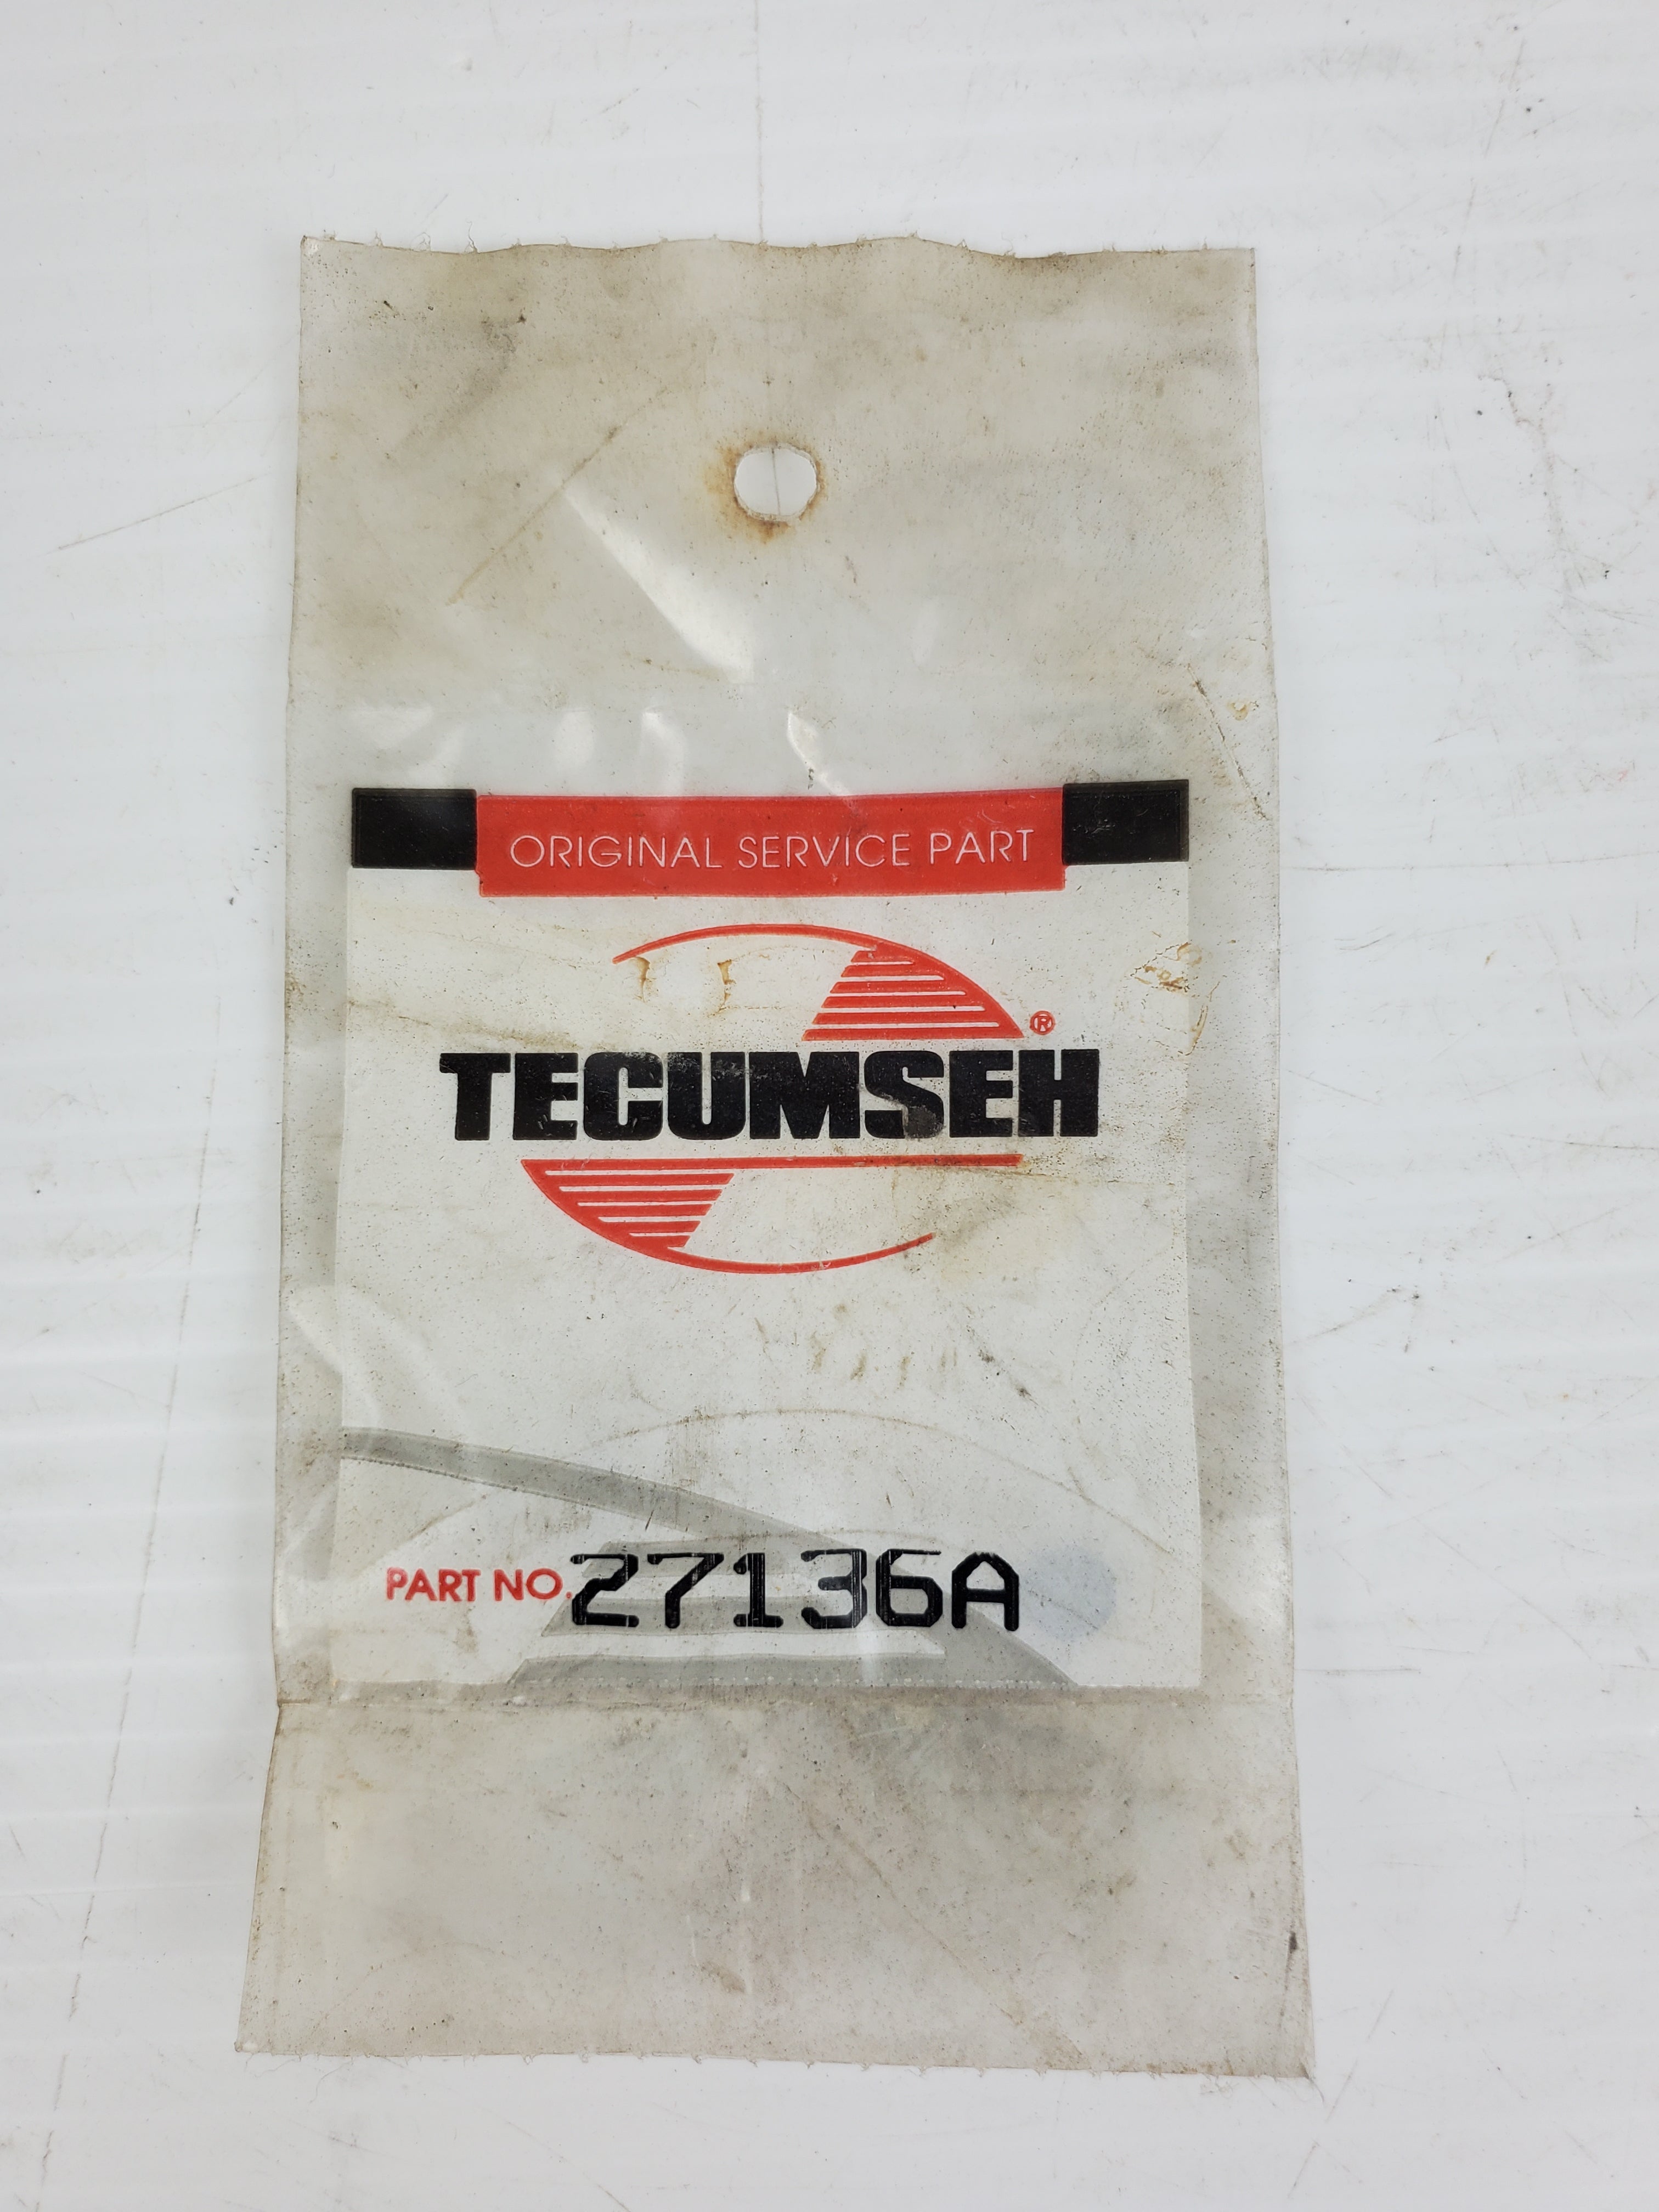 ORIGINAL SERVICE PART
®
TECUMSEH
PART NO. 27136A